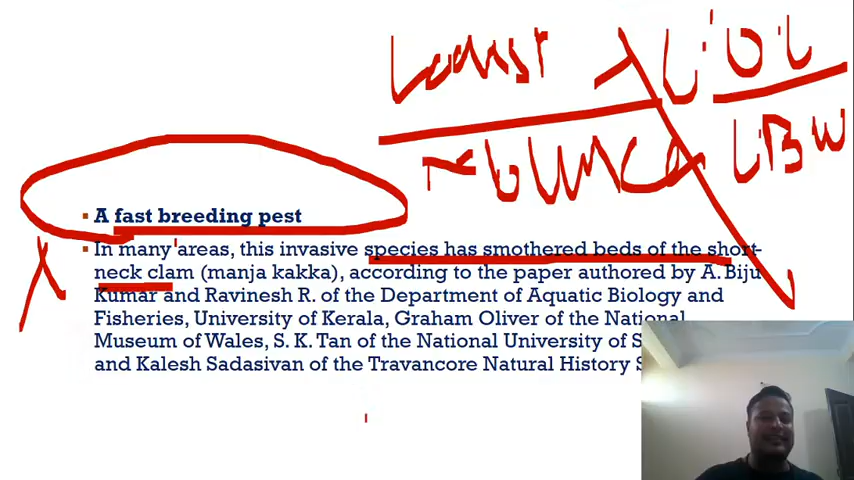 A fast breeding pest
In many areas, this invasive species has smothered beds of the short-
neck clam (manja kakka), according to the paper authored by A. Biju
Kumar and Ravinesh R. of the Department of Aquatic Biology and
Fisheries, University of Kerala, Graham Oliver of the National
Museum of Wales, S. K. Tan of the National University of
and Kalesh Sadasivan of the Travancore Natural History